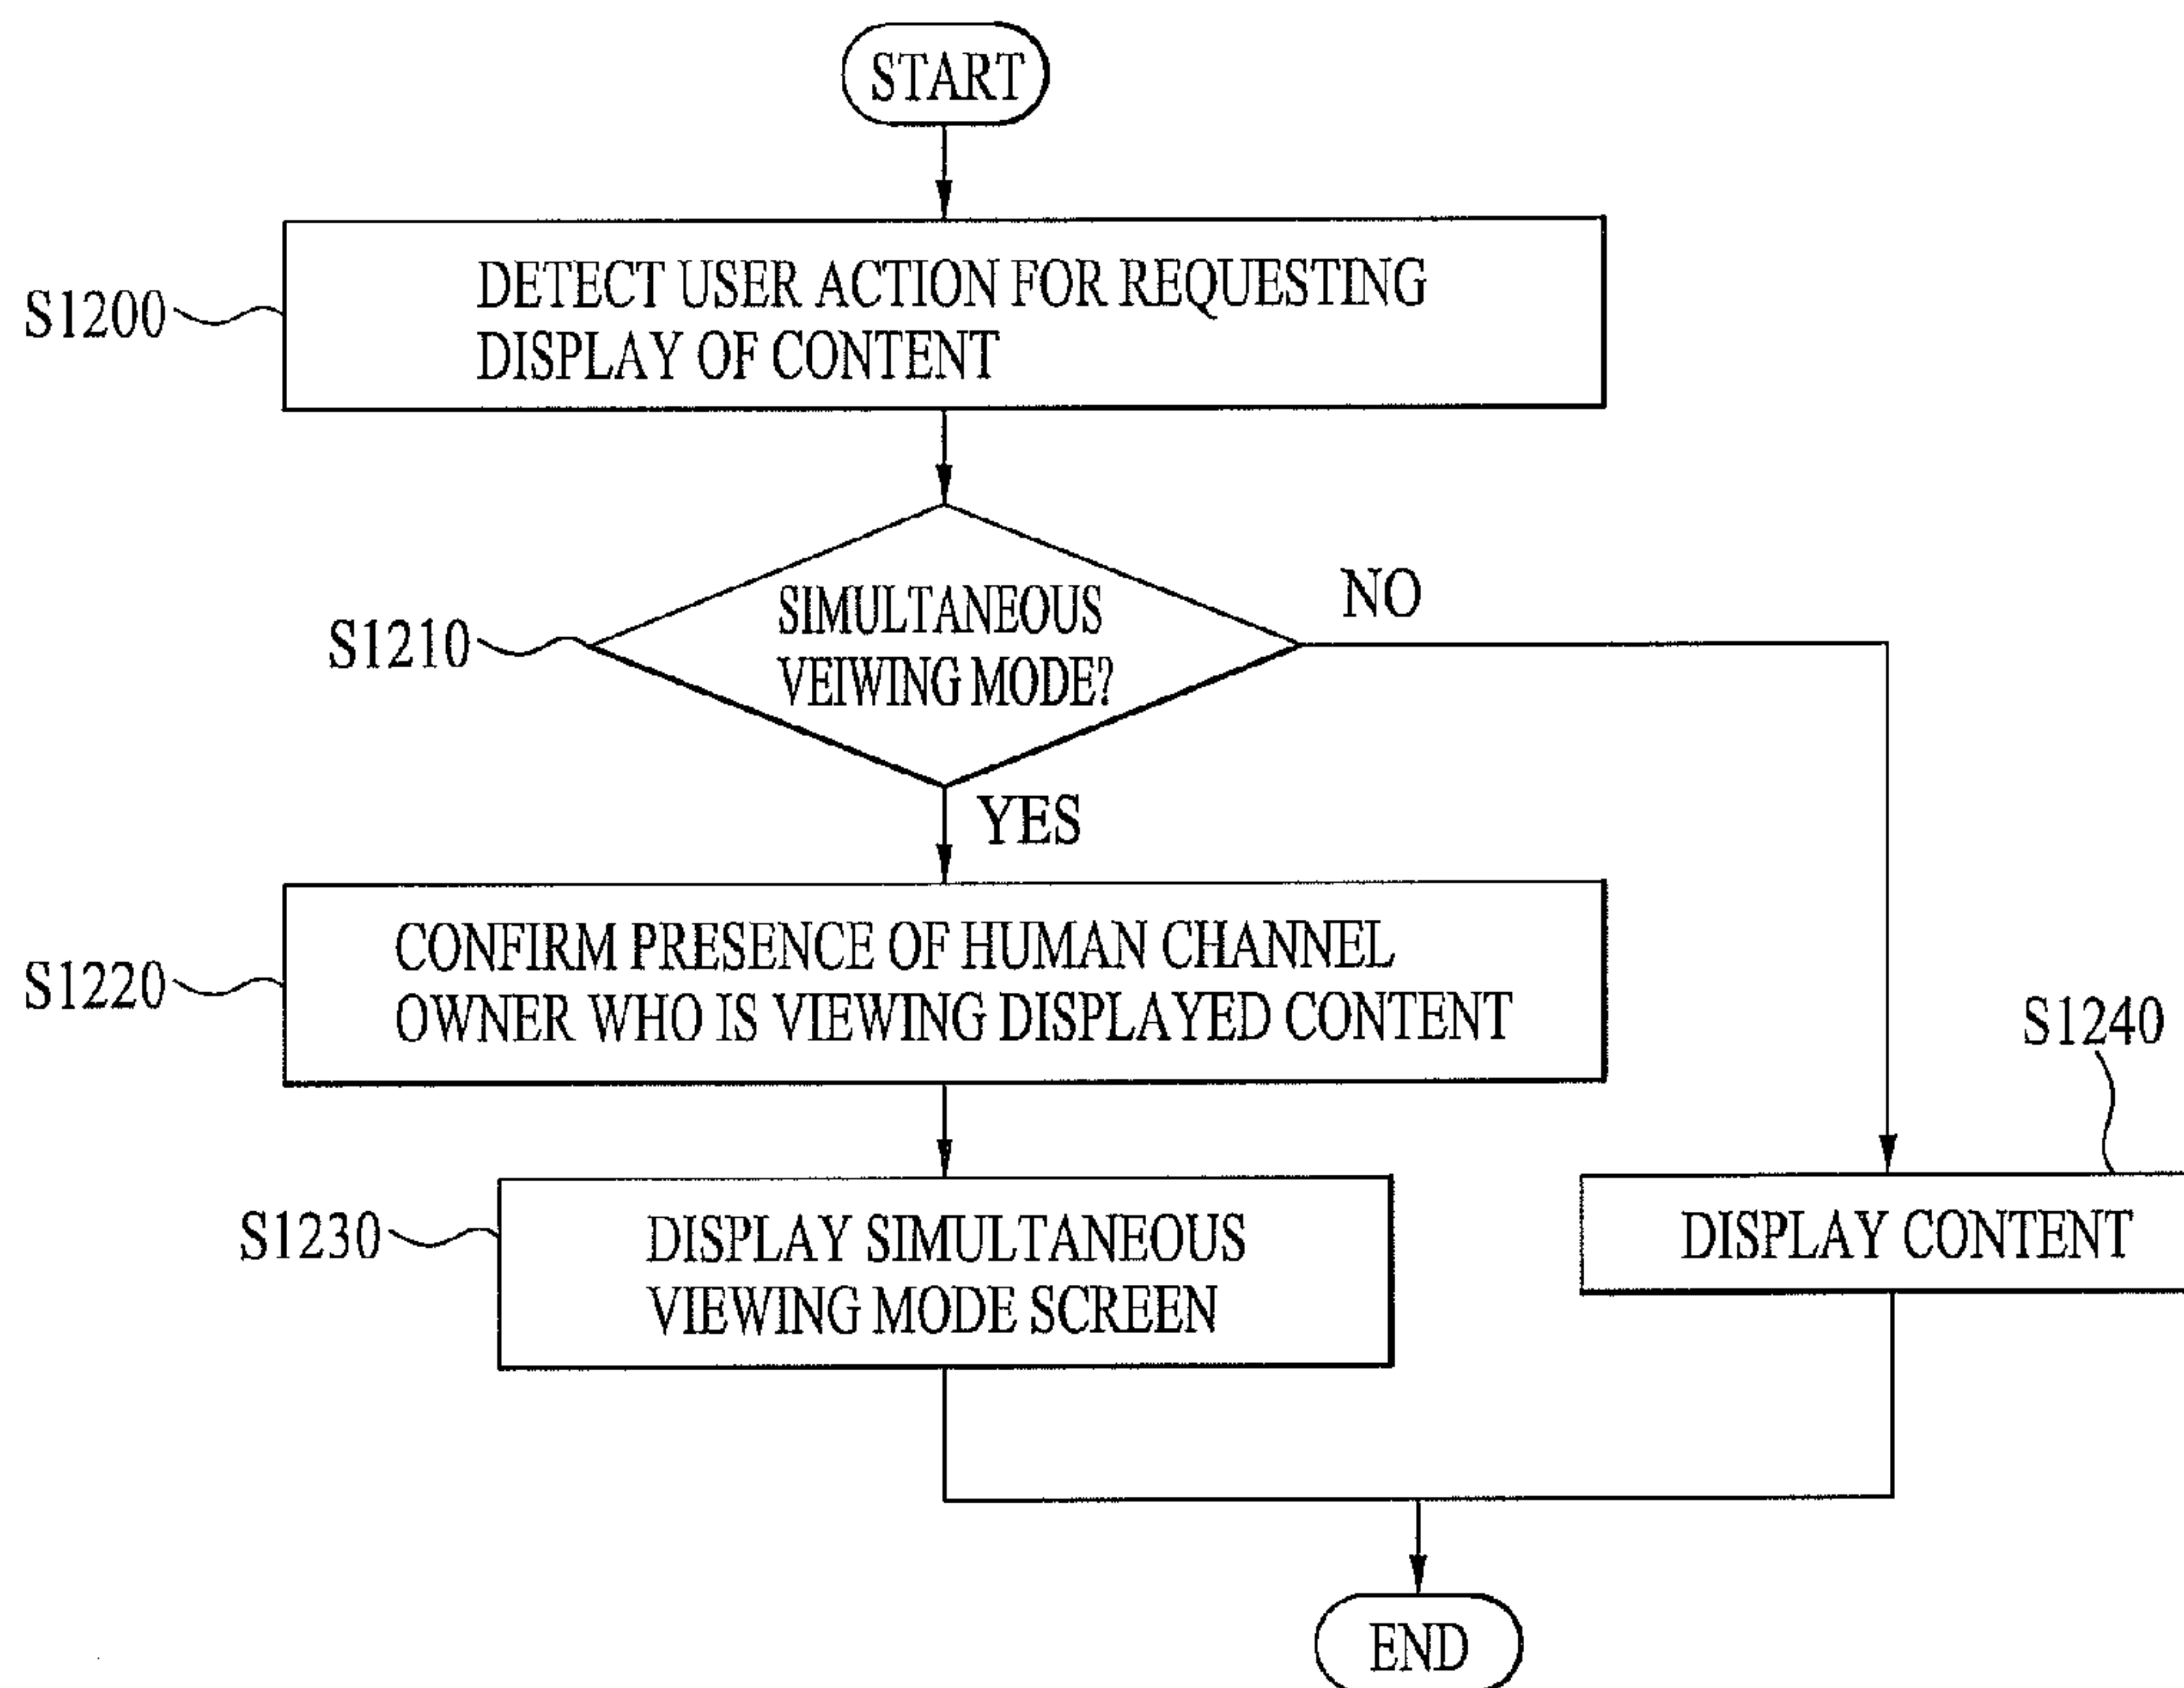 START
S1200
DETECT USER ACTION FOR REQUESTING
DISPLAY OF CONTENT
S1210
SIMULTANEOUS
VEIWING MODE?
NO
YES
S1220
CONFIRM PRESENCE OF HUMAN CHANNEL
OWNER WHO IS VIEWING DISPLAYED CONTENT
S1230
DISPLAY SIMULTANEOUS
VIEWING MODE SCREEN
S1240
DISPLAY CONTENT
END